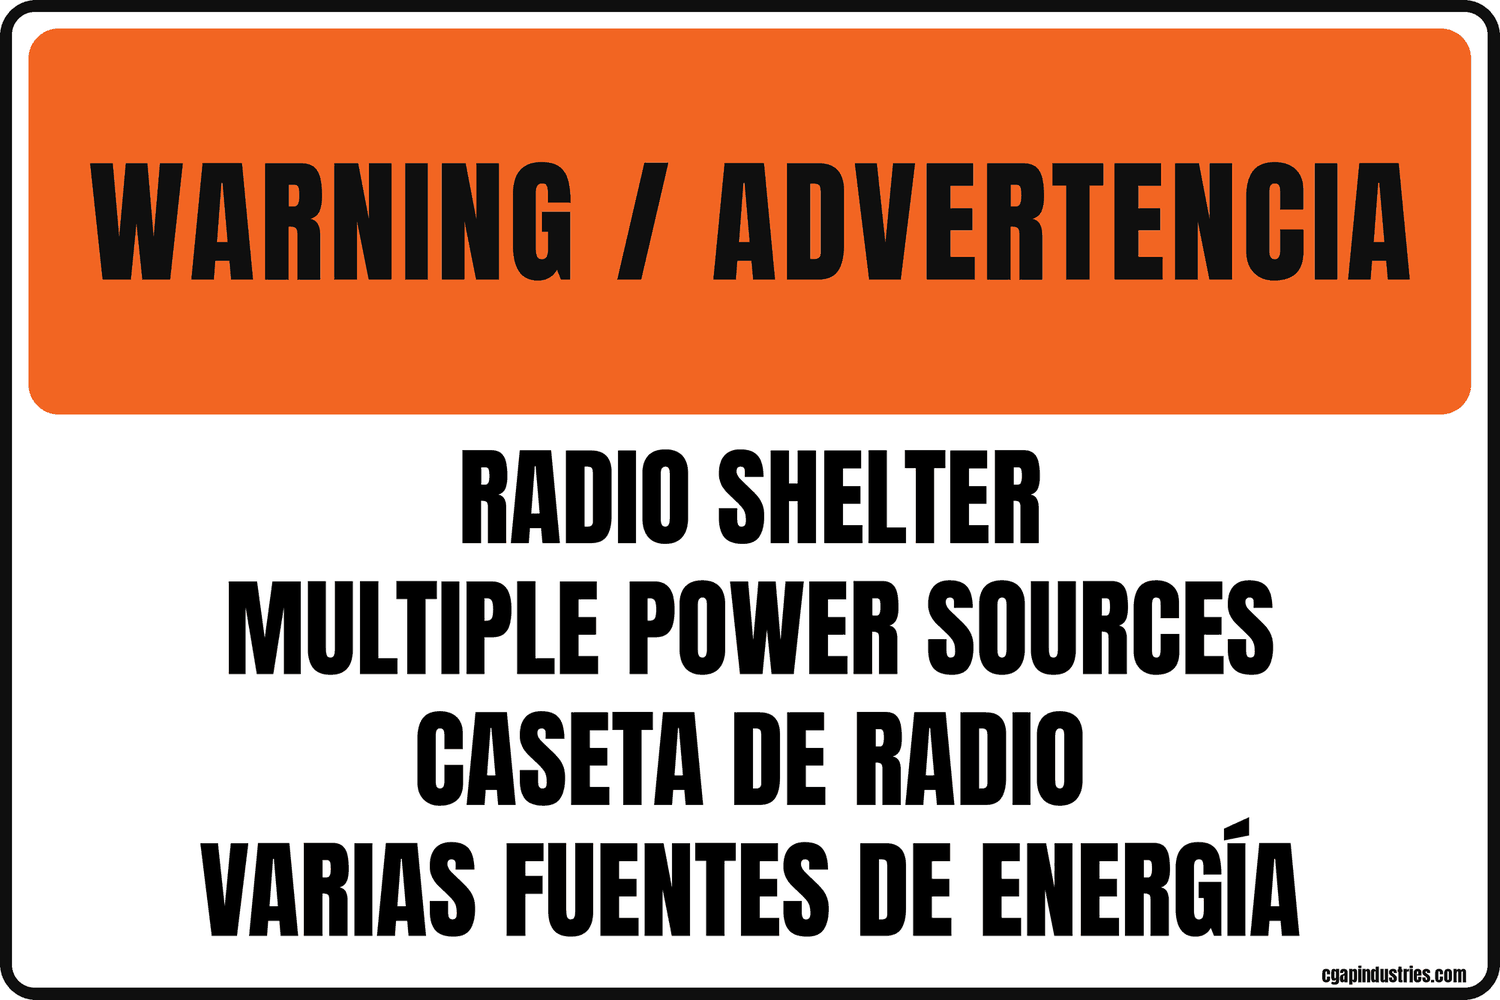 WARNING / ADVERTENCIA
RADIO SHELTER
MULTIPLE POWER SOURCES
CASETA DE RADIO
VARIAS FUENTES DE ENERGÍA
cgapindustries.com